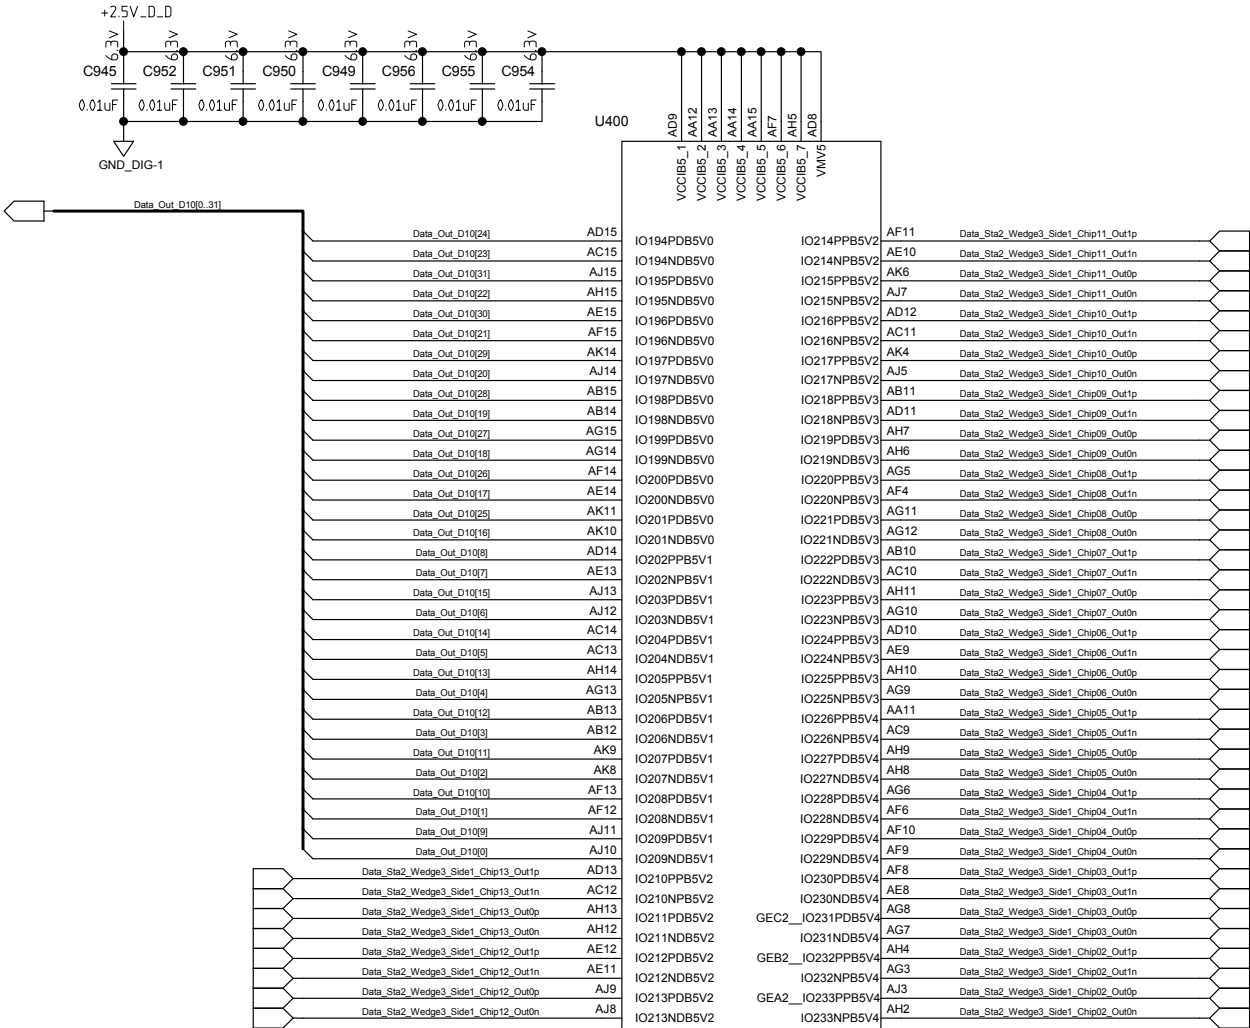 +2.5V_D_D
6.3v 6.3v 6.3v 6.3v 6.3v 6.3v 6.3v 6.3v
C945 C952 C951 C950 C949 C956 C955 C954
0.01uF 0.01uF 0.01uF 0.01uF 0.01uF 0.01uF 0.01uF 0.01uF
GND_DIG-1
U400
AD9 AA12 AA13 AA14 AA15 AF7 AH5 AD8
VCCIB5_1 VCCIB5_2 VCCIB5_3 VCCIB5_4 VCCIB5_5 VCCIB5_6 VCCIB5_7 VMV5
Data_Out_D10[0..31]
Data_Out_D10[24] AD15 IO194PDB5V0 IO214PPB5V2 AF11 Data_Sta2_Wedge3_Side1_Chip11_Out1p
Data_Out_D10[23] AC15 IO194NDB5V0 IO214NPB5V2 AE10 Data_Sta2_Wedge3_Side1_Chip11_Out1n
Data_Out_D10[31] AJ15 IO195PDB5V0 IO215PPB5V2 AK6 Data_Sta2_Wedge3_Side1_Chip11_Out0p
Data_Out_D10[22] AH15 IO195NDB5V0 IO215NPB5V2 AJ7 Data_Sta2_Wedge3_Side1_Chip11_Out0n
Data_Out_D10[30] AE15 IO196PDB5V0 IO216PPB5V2 AD12 Data_Sta2_Wedge3_Side1_Chip10_Out1p
Data_Out_D10[21] AF15 IO196NDB5V0 IO216NPB5V2 AC11 Data_Sta2_Wedge3_Side1_Chip10_Out1n
Data_Out_D10[29] AK14 IO197PDB5V0 IO217PPB5V2 AK4 Data_Sta2_Wedge3_Side1_Chip10_Out0p
Data_Out_D10[20] AJ14 IO197NDB5V0 IO217NPB5V2 AJ5 Data_Sta2_Wedge3_Side1_Chip10_Out0n
Data_Out_D10[28] AB15 IO198PDB5V0 IO218PPB5V3 AB11 Data_Sta2_Wedge3_Side1_Chip09_Out1p
Data_Out_D10[19] AB14 IO198NDB5V0 IO218NPB5V3 AD11 Data_Sta2_Wedge3_Side1_Chip09_Out1n
Data_Out_D10[27] AG15 IO199PDB5V0 IO219PDB5V3 AH7 Data_Sta2_Wedge3_Side1_Chip09_Out0p
Data_Out_D10[18] AG14 IO199NDB5V0 IO219NDB5V3 AH6 Data_Sta2_Wedge3_Side1_Chip09_Out0n
Data_Out_D10[26] AF14 IO200PDB5V0 IO220PPB5V3 AG5 Data_Sta2_Wedge3_Side1_Chip08_Out1p
Data_Out_D10[17] AE14 IO200NDB5V0 IO220NPB5V3 AF4 Data_Sta2_Wedge3_Side1_Chip08_Out1n
Data_Out_D10[25] AK11 IO201PDB5V0 IO221PDB5V3 AG11 Data_Sta2_Wedge3_Side1_Chip08_Out0p
Data_Out_D10[16] AK10 IO201NDB5V0 IO221NDB5V3 AG12 Data_Sta2_Wedge3_Side1_Chip08_Out0n
Data_Out_D10[8] AD14 IO202PPB5V1 IO222PDB5V3 AB10 Data_Sta2_Wedge3_Side1_Chip07_Out1p
Data_Out_D10[7] AE13 IO202NPB5V1 IO222NDB5V3 AC10 Data_Sta2_Wedge3_Side1_Chip07_Out1n
Data_Out_D10[15] AJ13 IO203PDB5V1 IO223PPB5V3 AH11 Data_Sta2_Wedge3_Side1_Chip07_Out0p
Data_Out_D10[6] AJ12 IO203NDB5V1 IO223NPB5V3 AG10 Data_Sta2_Wedge3_Side1_Chip07_Out0n
Data_Out_D10[14] AC14 IO204PDB5V1 IO224PPB5V3 AD10 Data_Sta2_Wedge3_Side1_Chip06_Out1p
Data_Out_D10[5] AC13 IO204NDB5V1 IO224NPB5V3 AE9 Data_Sta2_Wedge3_Side1_Chip06_Out1n
Data_Out_D10[13] AH14 IO205PPB5V1 IO225PPB5V3 AH10 Data_Sta2_Wedge3_Side1_Chip06_Out0p
Data_Out_D10[4] AG13 IO205NPB5V1 IO225NPB5V3 AG9 Data_Sta2_Wedge3_Side1_Chip06_Out0n
Data_Out_D10[12] AB13 IO206PDB5V1 IO226PPB5V4 AA11 Data_Sta2_Wedge3_Side1_Chip05_Out1p
Data_Out_D10[3] AB12 IO206NDB5V1 IO226NPB5V4 AC9 Data_Sta2_Wedge3_Side1_Chip05_Out1n
Data_Out_D10[11] AK9 IO207PDB5V1 IO227PDB5V4 AH9 Data_Sta2_Wedge3_Side1_Chip05_Out0p
Data_Out_D10[2] AK8 IO207NDB5V1 IO227NDB5V4 AH8 Data_Sta2_Wedge3_Side1_Chip05_Out0n
Data_Out_D10[10] AF13 IO208PDB5V1 IO228PDB5V4 AG6 Data_Sta2_Wedge3_Side1_Chip04_Out1p
Data_Out_D10[1] AF12 IO208NDB5V1 IO228NDB5V4 AF6 Data_Sta2_Wedge3_Side1_Chip04_Out1n
Data_Out_D10[9] AJ11 IO209PDB5V1 IO229PDB5V4 AF10 Data_Sta2_Wedge3_Side1_Chip04_Out0p
Data_Out_D10[0] AJ10 IO209NDB5V1 IO229NDB5V4 AF9 Data_Sta2_Wedge3_Side1_Chip04_Out0n
Data_Sta2_Wedge3_Side1_Chip13_Out1p AD13 IO210PPB5V2 IO230PDB5V4 AF8 Data_Sta2_Wedge3_Side1_Chip03_Out1p
Data_Sta2_Wedge3_Side1_Chip13_Out1n AC12 IO210NPB5V2 IO230NDB5V4 AE8 Data_Sta2_Wedge3_Side1_Chip03_Out1n
Data_Sta2_Wedge3_Side1_Chip13_Out0p AH13 IO211PDB5V2 GEC2__IO231PDB5V4 AG8 Data_Sta2_Wedge3_Side1_Chip03_Out0p
Data_Sta2_Wedge3_Side1_Chip13_Out0n AH12 IO211NDB5V2 IO231NDB5V4 AG7 Data_Sta2_Wedge3_Side1_Chip03_Out0n
Data_Sta2_Wedge3_Side1_Chip12_Out1p AE12 IO212PDB5V2 GEB2__IO232PPB5V4 AH4 Data_Sta2_Wedge3_Side1_Chip02_Out1p
Data_Sta2_Wedge3_Side1_Chip12_Out1n AE11 IO212NDB5V2 IO232NPB5V4 AG3 Data_Sta2_Wedge3_Side1_Chip02_Out1n
Data_Sta2_Wedge3_Side1_Chip12_Out0p AJ9 IO213PDB5V2 GEA2__IO233PPB5V4 AJ3 Data_Sta2_Wedge3_Side1_Chip02_Out0p
Data_Sta2_Wedge3_Side1_Chip12_Out0n AJ8 IO213NDB5V2 IO233NPB5V4 AH2 Data_Sta2_Wedge3_Side1_Chip02_Out0n